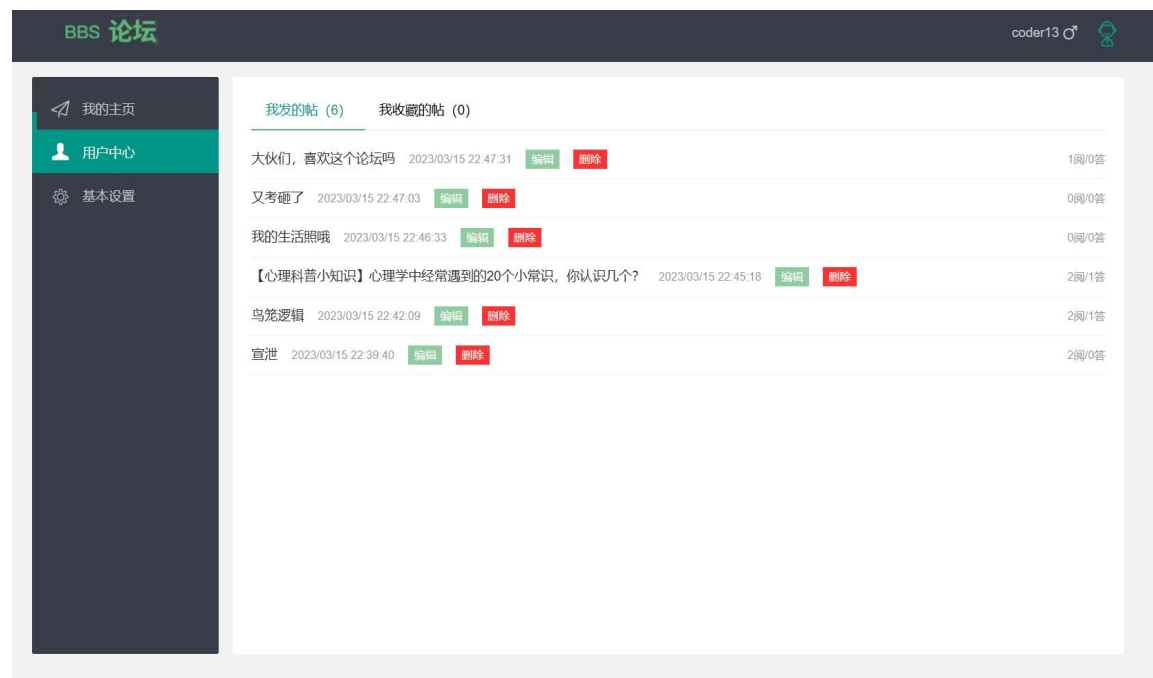 BBS 论坛
coder13
我的主页
用户中心
基本设置
我发的帖 (6) 我收藏的帖 (0)
大伙们，喜欢这个论坛吗 2023/03/15 22:47:31 编辑 删除 1阅/0答
又考砸了 2023/03/15 22:47:03 编辑 删除 0阅/0答
我的生活照哦 2023/03/15 22:46:33 编辑 删除 0阅/0答
【心理科普小知识】心理学中经常遇到的20个小常识，你认识几个？ 2023/03/15 22:45:18 编辑 删除 2阅/1答
鸟笼逻辑 2023/03/15 22:42:09 编辑 删除 2阅/1答
宣泄 2023/03/15 22:39:40 编辑 删除 2阅/0答